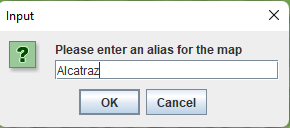 Input
Please enter an alias for the map
Alcatraz
OK
Cancel